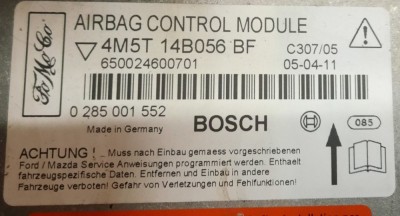 AIRBAG CONTROL MODULE
FoMoCo
4M5T 14B056 BF
C307/05
650024600701
05-04-11
0 285 001 552
Made in Germany
BOSCH
085
ACHTUNG ! ... Muss nach Einbau gemaess vorgeschriebenen
Ford / Mazda Service Anweisungen programmiert werden. Enthaelt
fahrzeugspezifische Daten. Entfernen und Einbau in andere
Fahrzeuge verboten! Gefahr von Verletzungen und Fehlfunktionen!